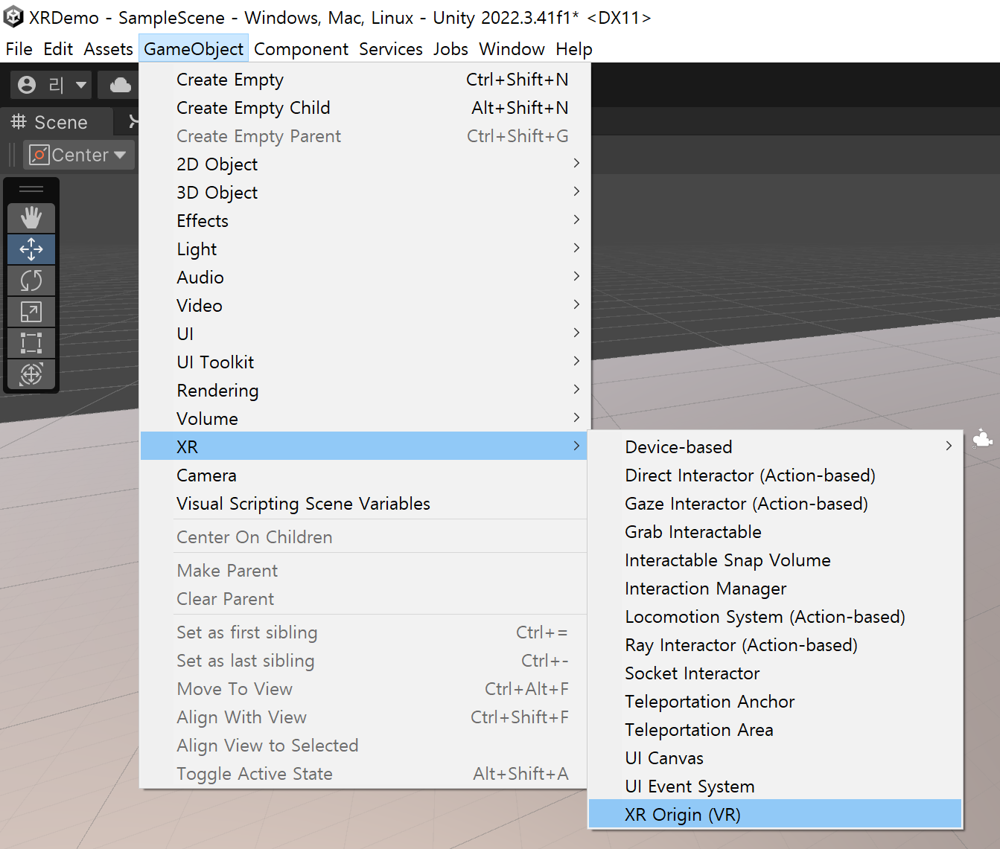 XRDemo - SampleScene - Windows, Mac, Linux - Unity 2022.3.41f1* <DX11>
File Edit Assets GameObject Component Services Jobs Window Help
리
Scene
Center
Create Empty Ctrl+Shift+N
Create Empty Child Alt+Shift+N
Create Empty Parent Ctrl+Shift+G
2D Object
3D Object
Effects
Light
Audio
Video
UI
UI Toolkit
Rendering
Volume
XR
Camera
Visual Scripting Scene Variables
Center On Children
Make Parent
Clear Parent
Set as first sibling Ctrl+=
Set as last sibling Ctrl+-
Move To View Ctrl+Alt+F
Align With View Ctrl+Shift+F
Align View to Selected
Toggle Active State Alt+Shift+A
Device-based
Direct Interactor (Action-based)
Gaze Interactor (Action-based)
Grab Interactable
Interactable Snap Volume
Interaction Manager
Locomotion System (Action-based)
Ray Interactor (Action-based)
Socket Interactor
Teleportation Anchor
Teleportation Area
UI Canvas
UI Event System
XR Origin (VR)